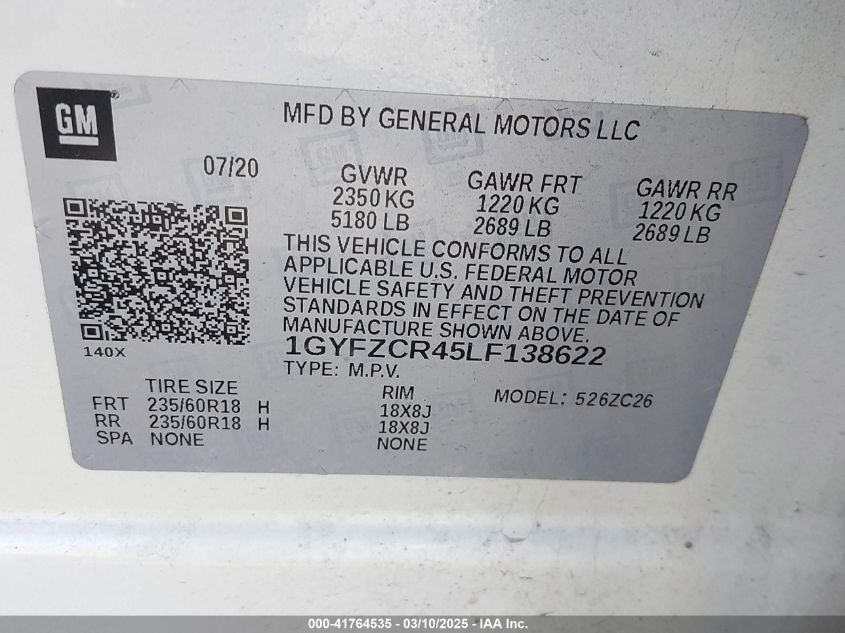 GM ®
MFD BY GENERAL MOTORS LLC
07/20
GVWR
2350 KG
5180 LB
GAWR FRT
1220 KG
2689 LB
GAWR RR
1220 KG
2689 LB
THIS VEHICLE CONFORMS TO ALL
APPLICABLE U.S. FEDERAL MOTOR
VEHICLE SAFETY AND THEFT PREVENTION
STANDARDS IN EFFECT ON THE DATE OF
MANUFACTURE SHOWN ABOVE.
140X
1GYFZCR45LF138622
TYPE: M.P.V.
TIRE SIZE
RIM
MODEL: 526ZC26
FRT 235/60R18 H 18X8J
RR 235/60R18 H 18X8J
SPA NONE NONE
000-41764535 — 03/10/2025 — IAA Inc.